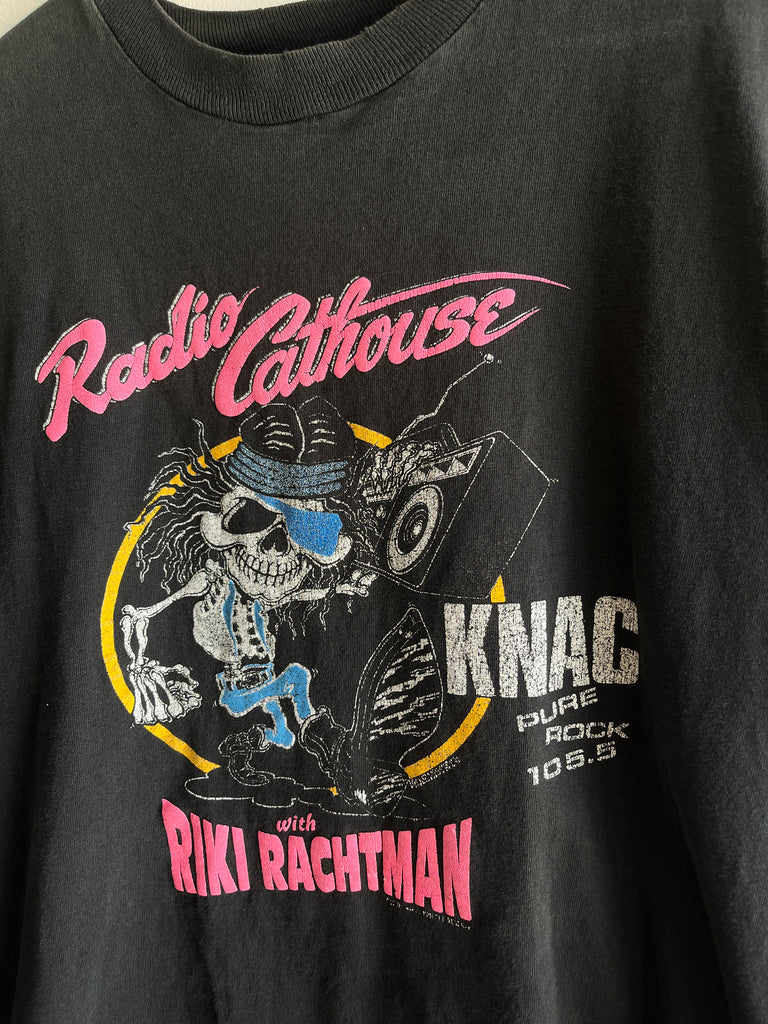 Radio Cathouse
KNAC
PURE
ROCK
105.5
with
RIKI RACHTMAN